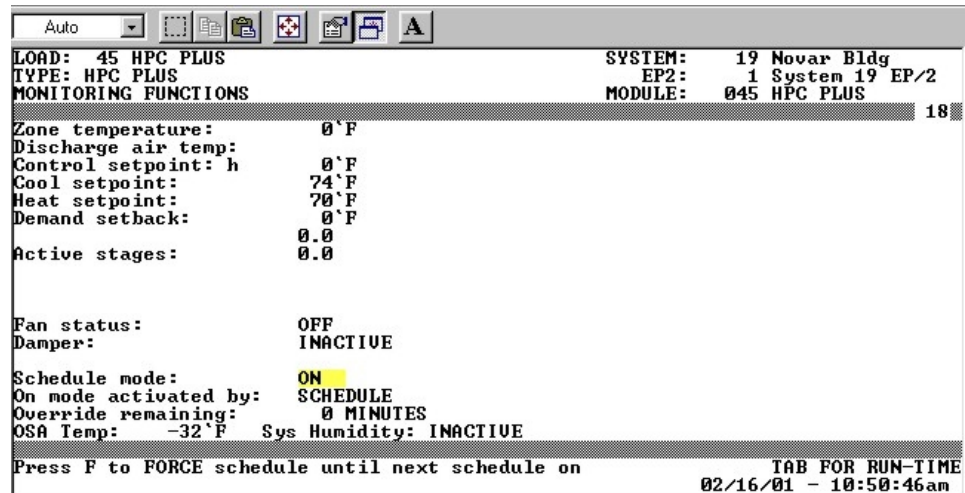 Auto
A
LOAD: 45 HPC PLUS SYSTEM: 19 Novar Bldg
TYPE: HPC PLUS EP2: 1 System 19 EP/2
MONITORING FUNCTIONS MODULE: 045 HPC PLUS
18
Zone temperature: 0`F
Discharge air temp:
Control setpoint: h 0`F
Cool setpoint: 74`F
Heat setpoint: 70`F
Demand setback: 0`F
0.0
Active stages: 0.0
Fan status: OFF
Damper: INACTIVE
Schedule mode: ON
On mode activated by: SCHEDULE
Override remaining: 0 MINUTES
OSA Temp: -32`F Sys Humidity: INACTIVE
Press F to FORCE schedule until next schedule on TAB FOR RUN-TIME
02/16/01 - 10:50:46am